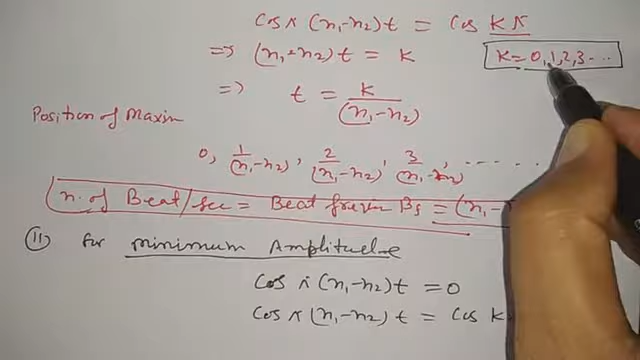 cos π (n₁-n₂)t = cos Kπ
⇒ (n₁-n₂)t = K
K = 0,1,2,3 ...
⇒ t = K/(n₁-n₂)
Position of Maxim
0, 1/(n₁-n₂), 2/(n₁-n₂), 3/(n₁-n₂), ......
n. of Beat/sec = Beat frevin Bs = (n₁-
(ii) for minimum Amplitude
cos π (n₁-n₂)t = 0
cos π (n₁-n₂)t = cos K